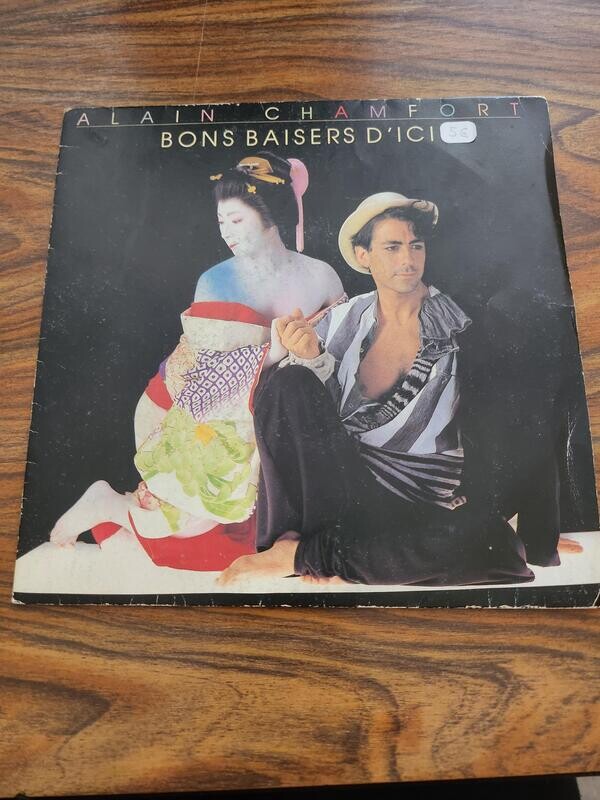 ALAIN CHAMFORT
BONS BAISERS D'ICI
5€